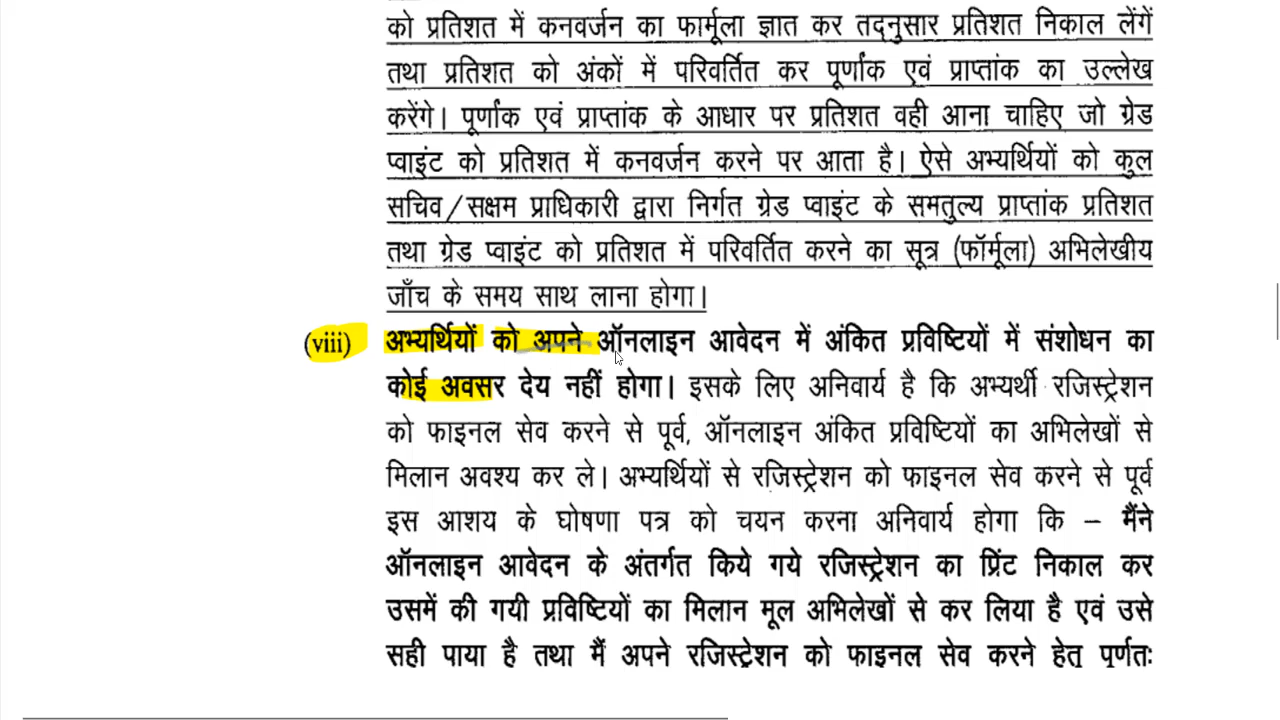 को प्रतिशत में कनवर्जन का फार्मूला ज्ञात कर तद्नुसार प्रतिशत निकाल लेंगें
तथा प्रतिशत को अंकों में परिवर्तित कर पूर्णांक एवं प्राप्तांक का उल्लेख
करेंगे। पूर्णांक एवं प्राप्तांक के आधार पर प्रतिशत वही आना चाहिए जो ग्रेड
प्वाइंट को प्रतिशत में कनवर्जन करने पर आता है। ऐसे अभ्यर्थियों को कुल
सचिव/सक्षम प्राधिकारी द्वारा निर्गत ग्रेड प्वाइंट के समतुल्य प्राप्तांक प्रतिशत
तथा ग्रेड प्वाइंट को प्रतिशत में परिवर्तित करने का सूत्र (फॉर्मूला) अभिलेखीय
जाँच के समय साथ लाना होगा।
(viii) अभ्यर्थियों को अपने ऑनलाइन आवेदन में अंकित प्रविष्टियों में संशोधन का
कोई अवसर देय नहीं होगा। इसके लिए अनिवार्य है कि अभ्यर्थी रजिस्ट्रेशन
को फाइनल सेव करने से पूर्व, ऑनलाइन अंकित प्रविष्टियों का अभिलेखों से
मिलान अवश्य कर ले। अभ्यर्थियों से रजिस्ट्रेशन को फाइनल सेव करने से पूर्व
इस आशय के घोषणा पत्र को चयन करना अनिवार्य होगा कि – मैंने
ऑनलाइन आवेदन के अंतर्गत किये गये रजिस्ट्रेशन का प्रिंट निकाल कर
उसमें की गयी प्रविष्टियों का मिलान मूल अभिलेखों से कर लिया है एवं उसे
सही पाया है तथा मैं अपने रजिस्ट्रेशन को फाइनल सेव करने हेतु पूर्णतः